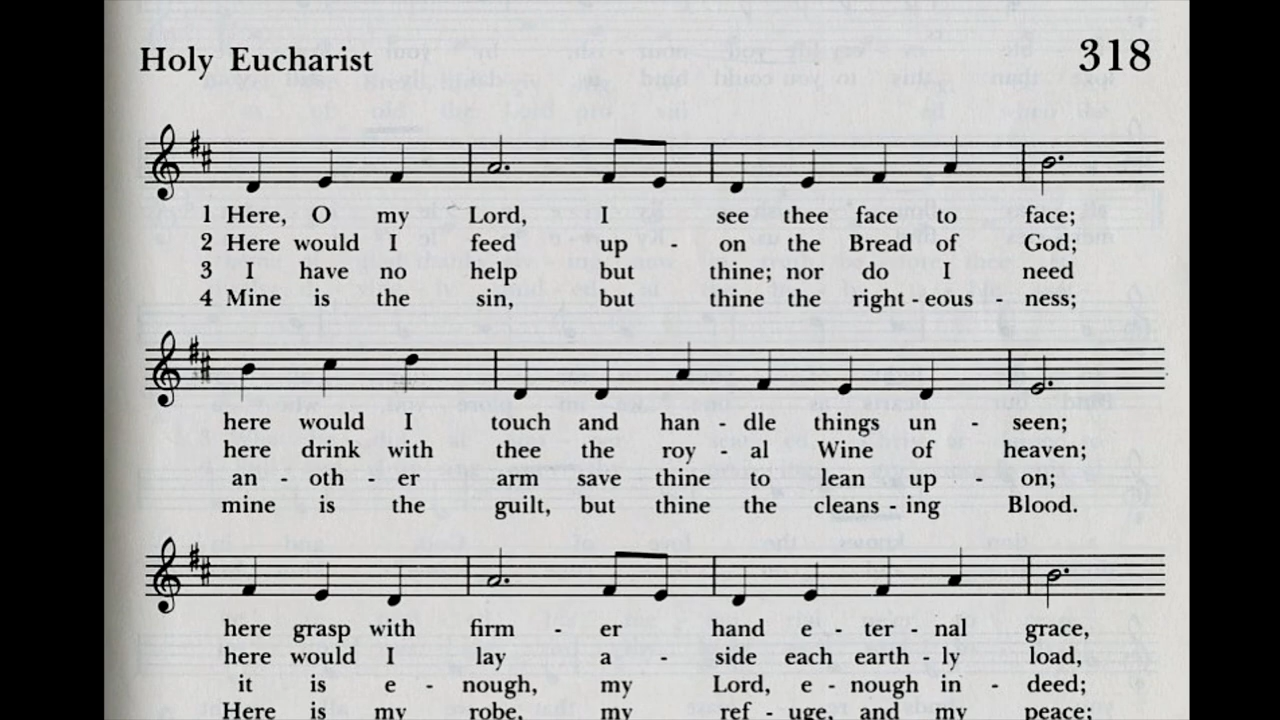 Holy Eucharist 318
1 Here, O my Lord, I see thee face to face;
2 Here would I feed up - on the Bread of God;
3 I have no help but thine; nor do I need
4 Mine is the sin, but thine the right - eous - ness;
here would I touch and han - dle things un - seen;
here drink with thee the roy - al Wine of heaven;
an - oth - er arm save thine to lean up - on;
mine is the guilt, but thine the cleans - ing Blood.
here grasp with firm - er hand e - ter - nal grace,
here would I lay a - side each earth - ly load,
it is e - nough, my Lord, e - nough in - deed;
Here is my robe, my ref - uge, and my peace;